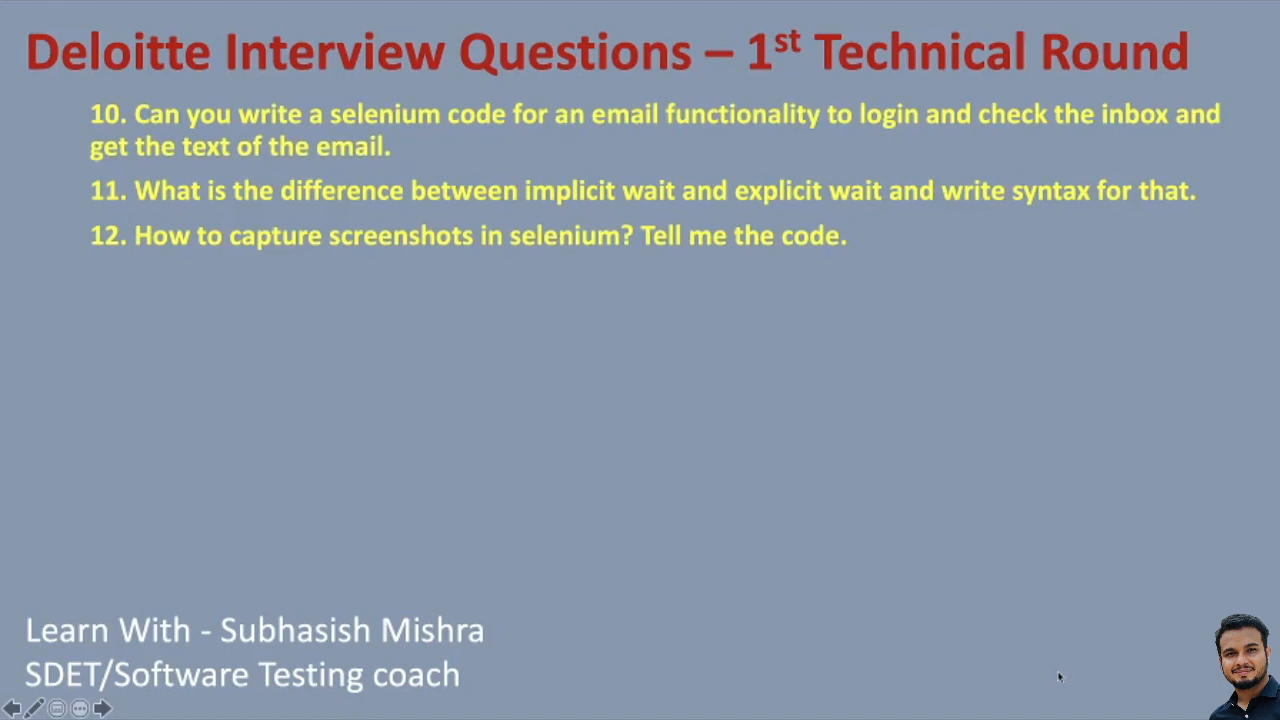 Deloitte Interview Questions – 1st Technical Round
10. Can you write a selenium code for an email functionality to login and check the inbox and
get the text of the email.
11. What is the difference between implicit wait and explicit wait and write syntax for that.
12. How to capture screenshots in selenium? Tell me the code.
Learn With - Subhasish Mishra
SDET/Software Testing coach